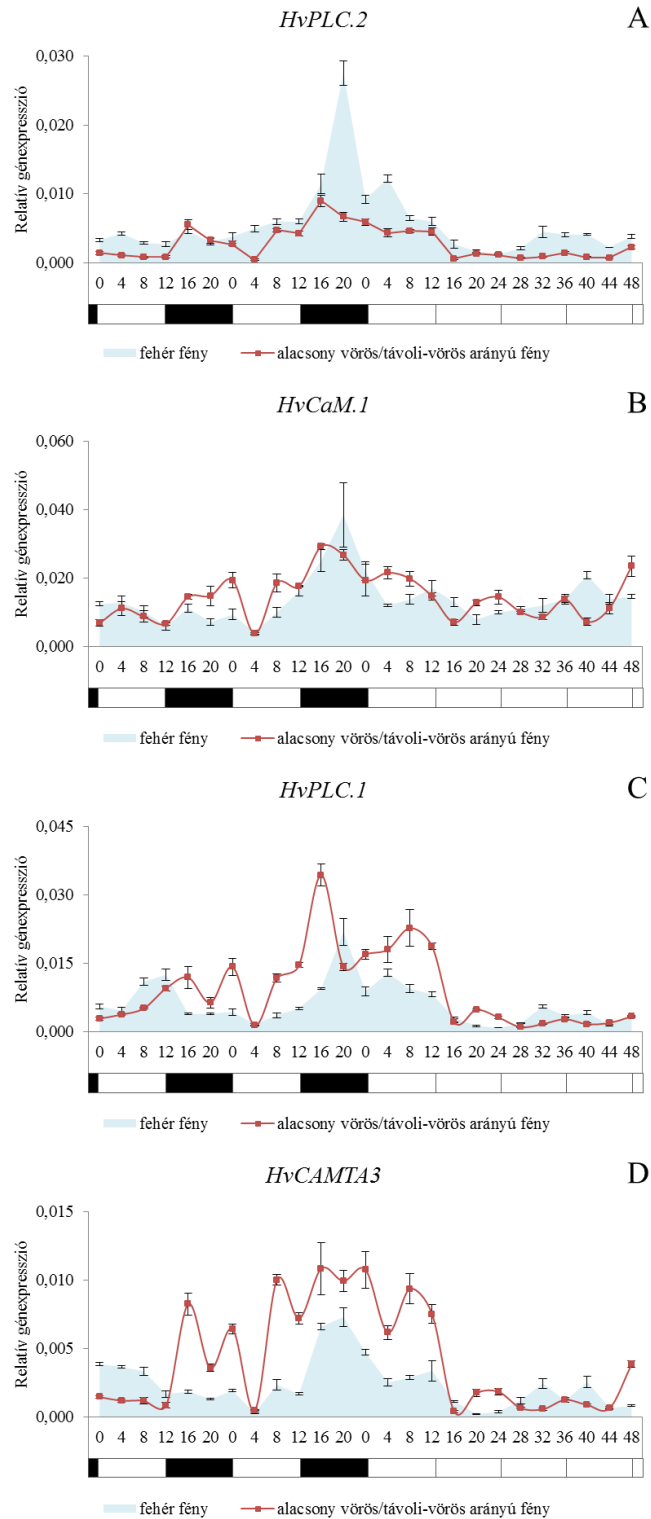 HvPLC.2
A
Relatív génexpresszió
0,030
0,020
0,010
0,000
0 4 8 12 16 20 0 4 8 12 16 20 0 4 8 12 16 20 24 28 32 36 40 44 48
fehér fény
alacsony vörös/távoli-vörös arányú fény
HvCaM.1
B
Relatív génexpresszió
0,060
0,040
0,020
0,000
0 4 8 12 16 20 0 4 8 12 16 20 0 4 8 12 16 20 24 28 32 36 40 44 48
fehér fény
alacsony vörös/távoli-vörös arányú fény
HvPLC.1
C
Relatív génexpresszió
0,045
0,030
0,015
0,000
0 4 8 12 16 20 0 4 8 12 16 20 0 4 8 12 16 20 24 28 32 36 40 44 48
fehér fény
alacsony vörös/távoli-vörös arányú fény
HvCAMTA3
D
Relatív génexpresszió
0,015
0,010
0,005
0,000
0 4 8 12 16 20 0 4 8 12 16 20 0 4 8 12 16 20 24 28 32 36 40 44 48
fehér fény
alacsony vörös/távoli-vörös arányú fény